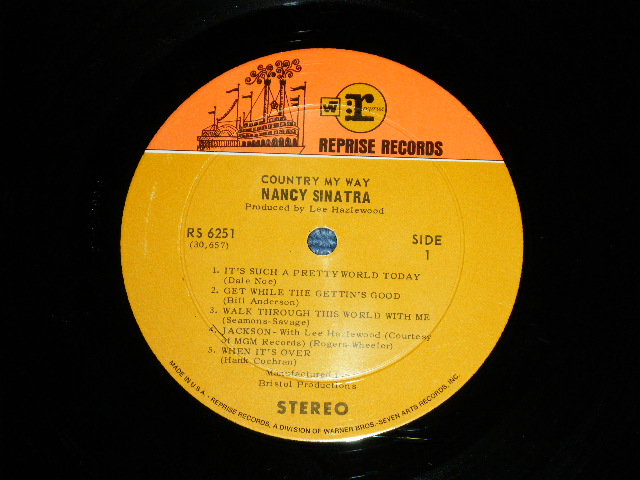 W7
:r
reprise
REPRISE RECORDS
COUNTRY MY WAY
NANCY SINATRA
Produced by Lee Hazlewood
RS 6251
(30,657)
SIDE
1
1. IT'S SUCH A PRETTY WORLD TODAY
(Dale Noe)
2. GET WHILE THE GETTIN'S GOOD
(Bill Anderson)
3. WALK THROUGH THIS WORLD WITH ME
(Seamons-Savage)
4. JACKSON - With Lee Hazlewood (Courtesy
of MGM Records) (Rogers-Wheeler)
5. WHEN IT'S OVER
(Hank Cochran)
Manufactured
Bristol Productions
STEREO
MADE IN U.S.A. - REPRISE RECORDS, A DIVISION OF WARNER BROS.-SEVEN ARTS RECORDS, INC.